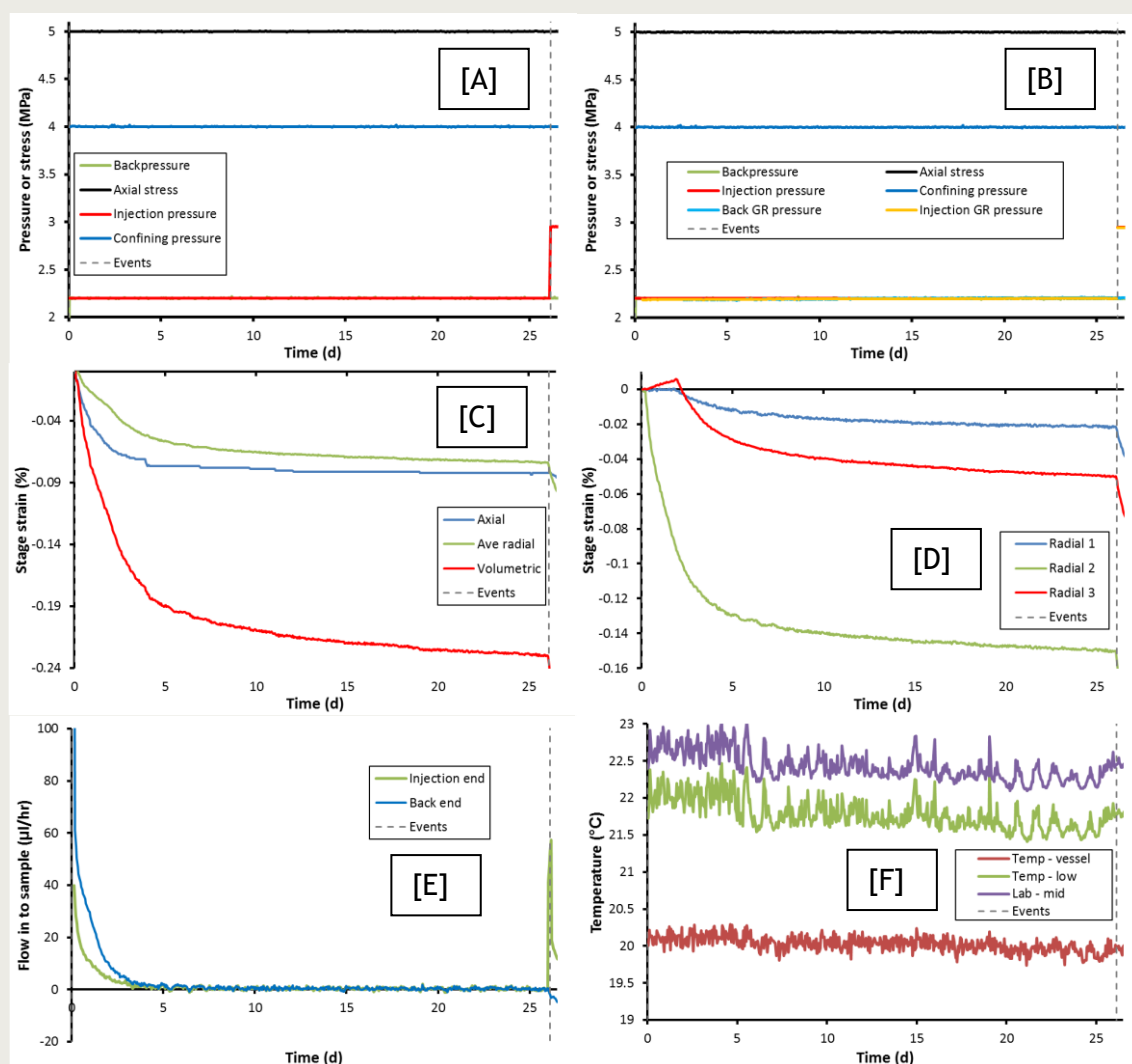 [A]
Pressure or stress (MPa)
5
4.5
4
3.5
3
2.5
2
Backpressure
Axial stress
Injection pressure
Confining pressure
Events
0 5 10 15 20 25
Time (d)
[B]
Pressure or stress (MPa)
5
4.5
4
3.5
3
2.5
2
Backpressure Axial stress
Injection pressure Confining pressure
Back GR pressure Injection GR pressure
Events
0 5 10 15 20 25
Time (d)
[C]
Stage strain (%)
-0.04
-0.09
-0.14
-0.19
-0.24
Axial
Ave radial
Volumetric
Events
0 5 10 15 20 25
Time (d)
[D]
Stage strain (%)
0
-0.02
-0.04
-0.06
-0.08
-0.1
-0.12
-0.14
-0.16
Radial 1
Radial 2
Radial 3
Events
0 5 10 15 20 25
Time (d)
[E]
Flow in to sample (µl/hr)
100
80
60
40
20
0
-20
Injection end
Back end
Events
0 5 10 15 20 25
Time (d)
[F]
Temperature (°C)
23
22.5
22
21.5
21
20.5
20
19.5
19
Temp - vessel
Temp - low
Lab - mid
Events
0 5 10 15 20 25
Time (d)